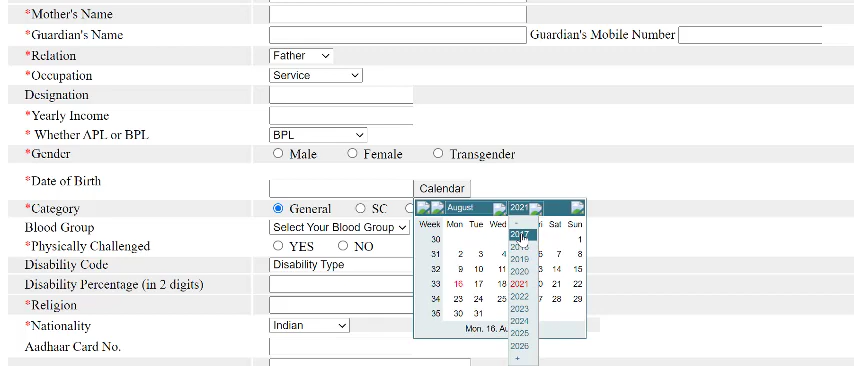 *Mother's Name
*Guardian's Name Guardian's Mobile Number
*Relation Father
*Occupation Service
Designation
*Yearly Income
* Whether APL or BPL BPL
*Gender Male Female Transgender
*Date of Birth Calendar
*Category General SC
August 2021
Blood Group Select Your Blood Group
Week Mon Tue Wed Fri Sat Sun
-
2017
*Physically Challenged YES NO
30 1
2018
Disability Code Disability Type
31 2 3 4 6 7 8
2019
32 9 10 11 13 14 15
2020
Disability Percentage (in 2 digits)
33 16 17 18 20 21 22
2021
34 23 24 25 27 28 29
2022
*Religion
35 30 31
2023
*Nationality Indian
Mon, 16, Au
2024
2025
Aadhaar Card No.
2026
+